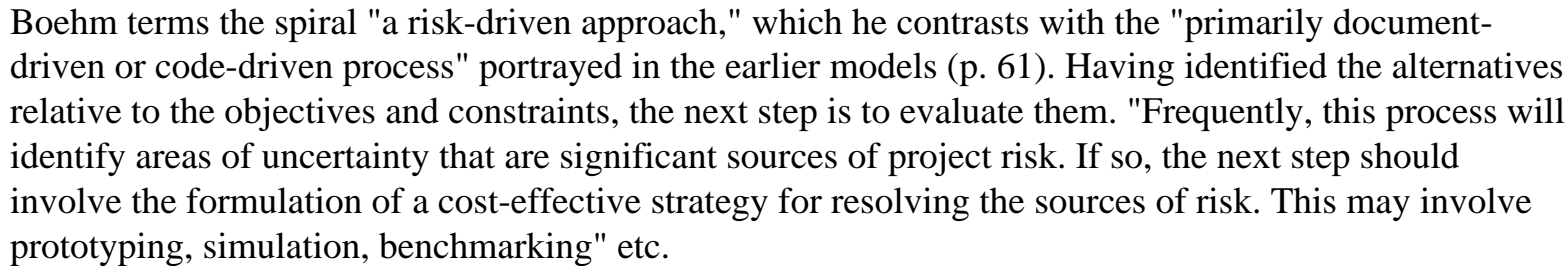 Boehm terms the spiral "a risk-driven approach," which he contrasts with the "primarily document-
driven or code-driven process" portrayed in the earlier models (p. 61). Having identified the alternatives
relative to the objectives and constraints, the next step is to evaluate them. "Frequently, this process will
identify areas of uncertainty that are significant sources of project risk. If so, the next step should
involve the formulation of a cost-effective strategy for resolving the sources of risk. This may involve
prototyping, simulation, benchmarking" etc.